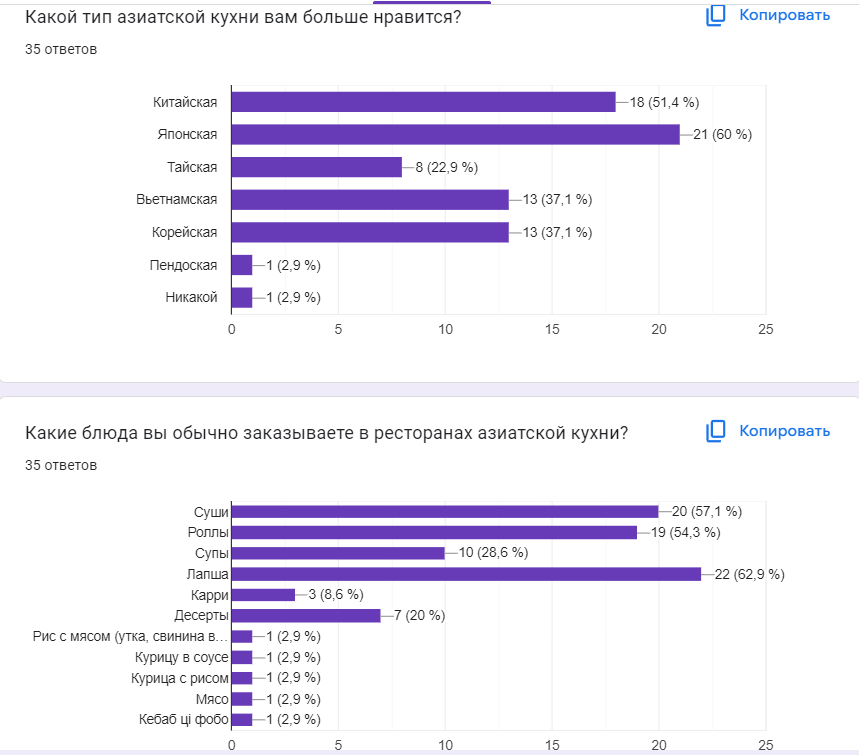 Какой тип азиатской кухни вам больше нравится?
Копировать
35 ответов
Китайская 18 (51,4 %)
Японская 21 (60 %)
Тайская 8 (22,9 %)
Вьетнамская 13 (37,1 %)
Корейская 13 (37,1 %)
Пендоская 1 (2,9 %)
Никакой 1 (2,9 %)
0 5 10 15 20 25
Какие блюда вы обычно заказываете в ресторанах азиатской кухни?
Копировать
35 ответов
Суши 20 (57,1 %)
Роллы 19 (54,3 %)
Супы 10 (28,6 %)
Лапша 22 (62,9 %)
Карри 3 (8,6 %)
Десерты 7 (20 %)
Рис с мясом (утка, свинина в... 1 (2,9 %)
Курицу в соусе 1 (2,9 %)
Курица с рисом 1 (2,9 %)
Мясо 1 (2,9 %)
Кебаб ці фобо 1 (2,9 %)
0 5 10 15 20 25